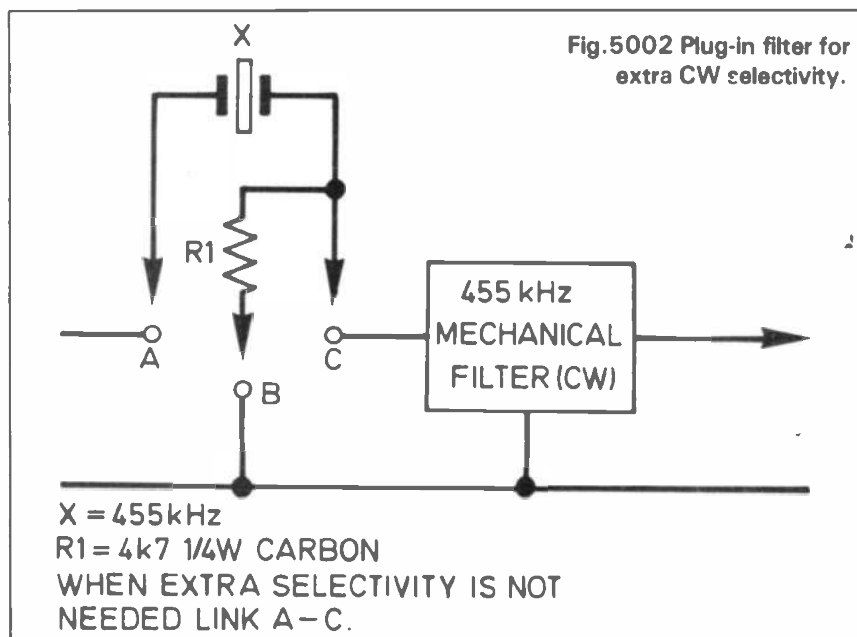 X
Fig.5002 Plug-in filter for
extra CW selectivity.
R1
A
B
C
455 kHz
MECHANICAL
FILTER (CW)
X = 455kHz
R1 = 4k7 1/4W CARBON
WHEN EXTRA SELECTIVITY IS NOT
NEEDED LINK A-C.